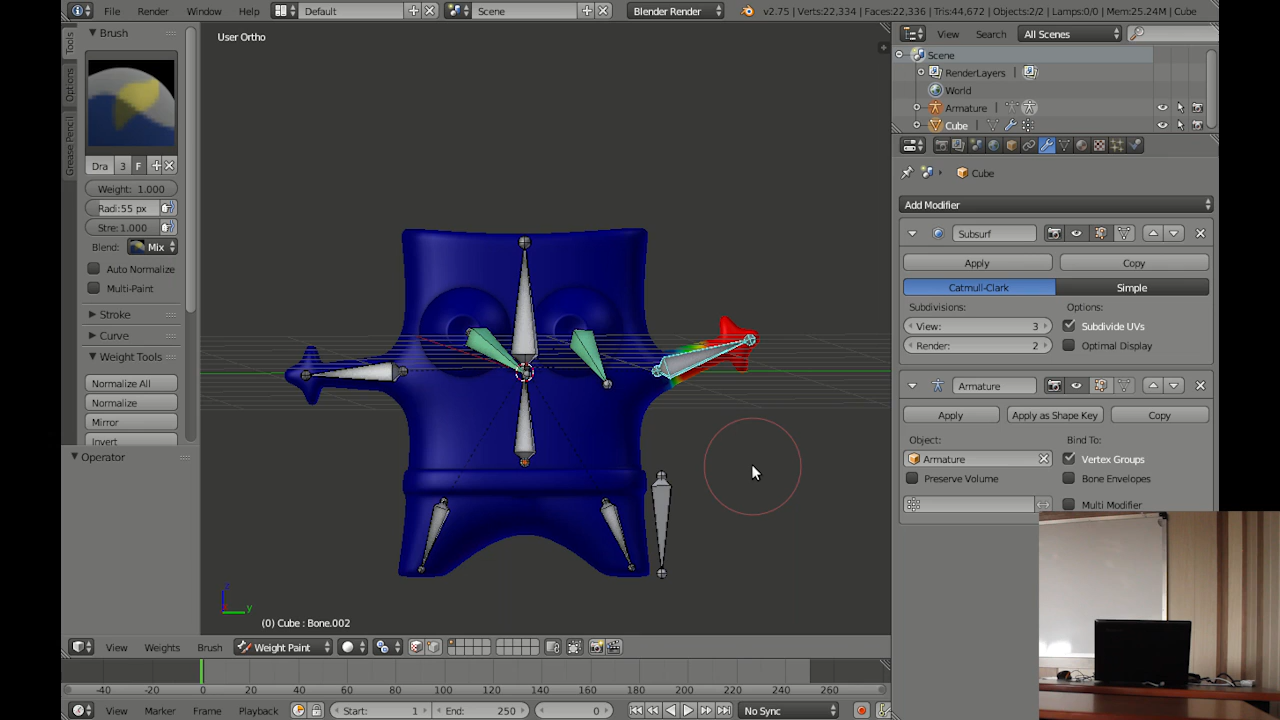 File Render Window Help Default Scene Blender Render v2.75 | Verts:22,334 | Faces:22,336 | Tris:44,672 | Objects:2/2 | Lamps:0/0 | Mem:25.24M | Cube
Tools
Options
Grease Pencil
Brush
Dra 3 F
Weight: 1.000
Radi:55 px
Stre: 1.000
Blend: Mix
Auto Normalize
Multi-Paint
Stroke
Curve
Weight Tools
Normalize All
Normalize
Mirror
Invert
Operator
User Ortho
z
y
(0) Cube : Bone.002
View Weights Brush Weight Paint
-40 -20 0 20 40 60 80 100 120 140 160 180 200 220 240 260
View Marker Frame Playback Start: 1 End: 250 0 No Sync
View Search All Scenes
Scene
RenderLayers
World
Armature
Cube
Cube
Add Modifier
Subsurf
Apply Copy
Catmull-Clark Simple
Subdivisions: Options:
View: 3 Subdivide UVs
Render: 2 Optimal Display
Armature
Apply Apply as Shape Key Copy
Object: Bind To:
Armature Vertex Groups
Preserve Volume Bone Envelopes
Multi Modifier